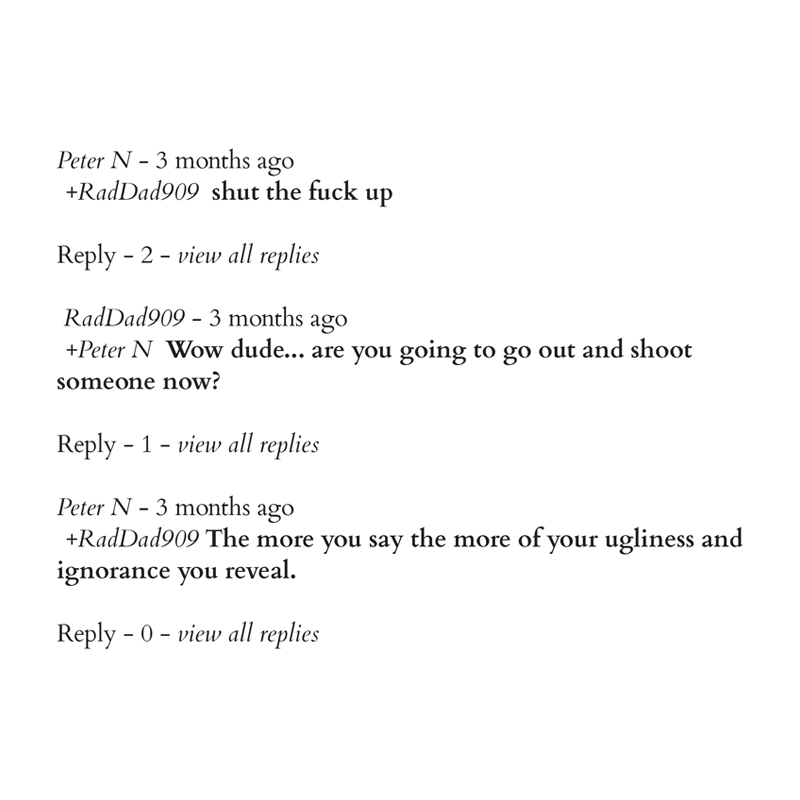 Peter N - 3 months ago
+RadDad909 shut the fuck up
Reply - 2 - view all replies
RadDad909 - 3 months ago
+Peter N Wow dude... are you going to go out and shoot
someone now?
Reply - 1 - view all replies
Peter N - 3 months ago
+RadDad909 The more you say the more of your ugliness and
ignorance you reveal.
Reply - 0 - view all replies